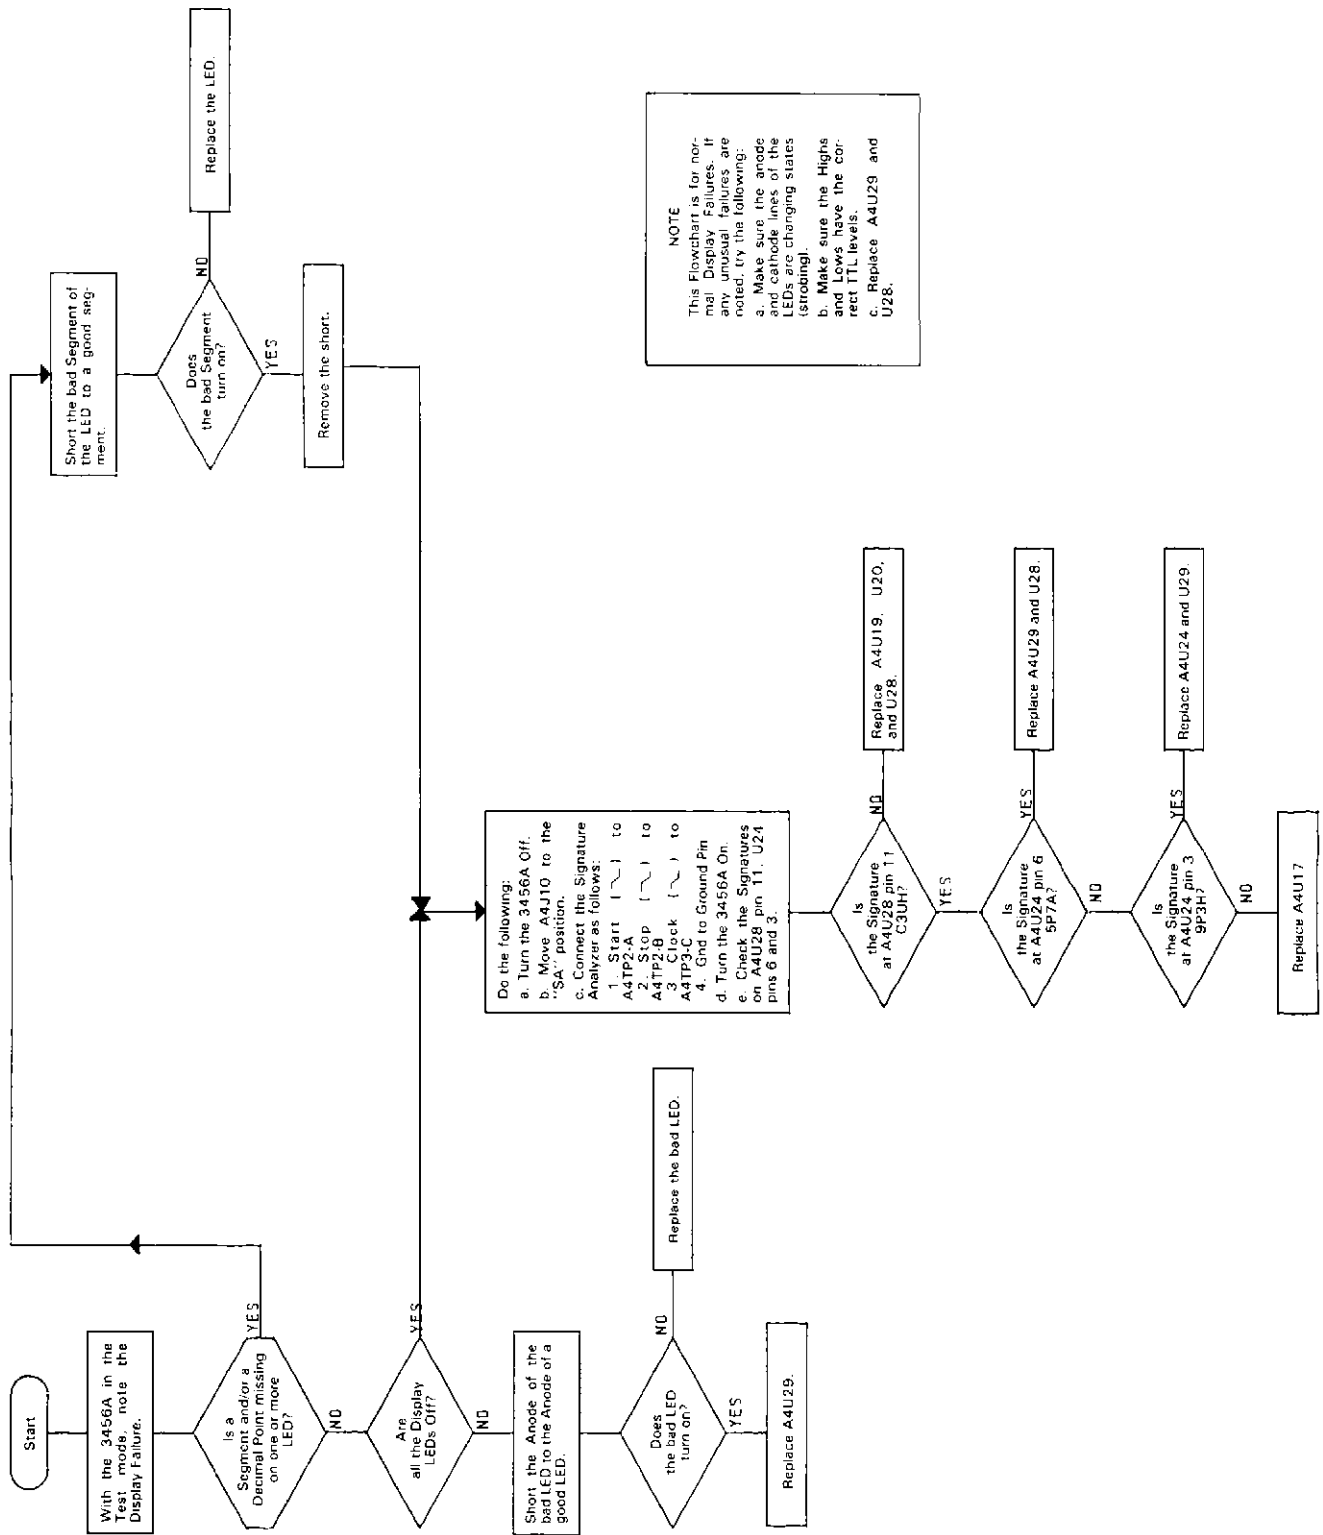 Start
With the 3456A in the
Test mode, note the
Display Failure.
Is a
Segment and/or a
Decimal Point missing
on one or more
LED?
YES
NO
Are
all the Display
LEDs Off?
YES
NO
Short the Anode of the
bad LED to the Anode of a
good LED.
Does
the bad LED
turn on?
NO
Replace the bad LED.
YES
Replace A4U29.
Short the bad Segment of
the LED to a good seg-
ment.
Does
the bad Segment
turn on?
NO
Replace the LED.
YES
Remove the short.
Do the following:
a. Turn the 3456A Off.
b. Move A4J10 to the
"SA" position.
c. Connect the Signature
Analyzer as follows:
1. Start (~) to
A4TP2-A
2. Stop (~) to
A4TP2-B
3 Clock (~) to
A4TP3-C
4. Gnd to Ground Pin
d. Turn the 3456A On.
e. Check the Signatures
on A4U28 pin 11, U24
pins 6 and 3.
Is
the Signature
at A4U28 pin 11
C3UH?
NO
Replace A4U19, U20,
and U28.
YES
Is
the Signature
at A4U24 pin 6
5P7A?
YES
Replace A4U29 and U28.
NO
Is
the Signature
at A4U24 pin 3
9P3H?
YES
Replace A4U24 and U29.
NO
Replace A4U17
NOTE
This Flowchart is for nor-
mal Display Failures. If
any unusual failures are
noted, try the following:
a. Make sure the anode
and cathode lines of the
LEDs are changing states
(strobing).
b. Make sure the Highs
and Lows have the cor-
rect TTL levels.
c. Replace A4U29 and
U28.